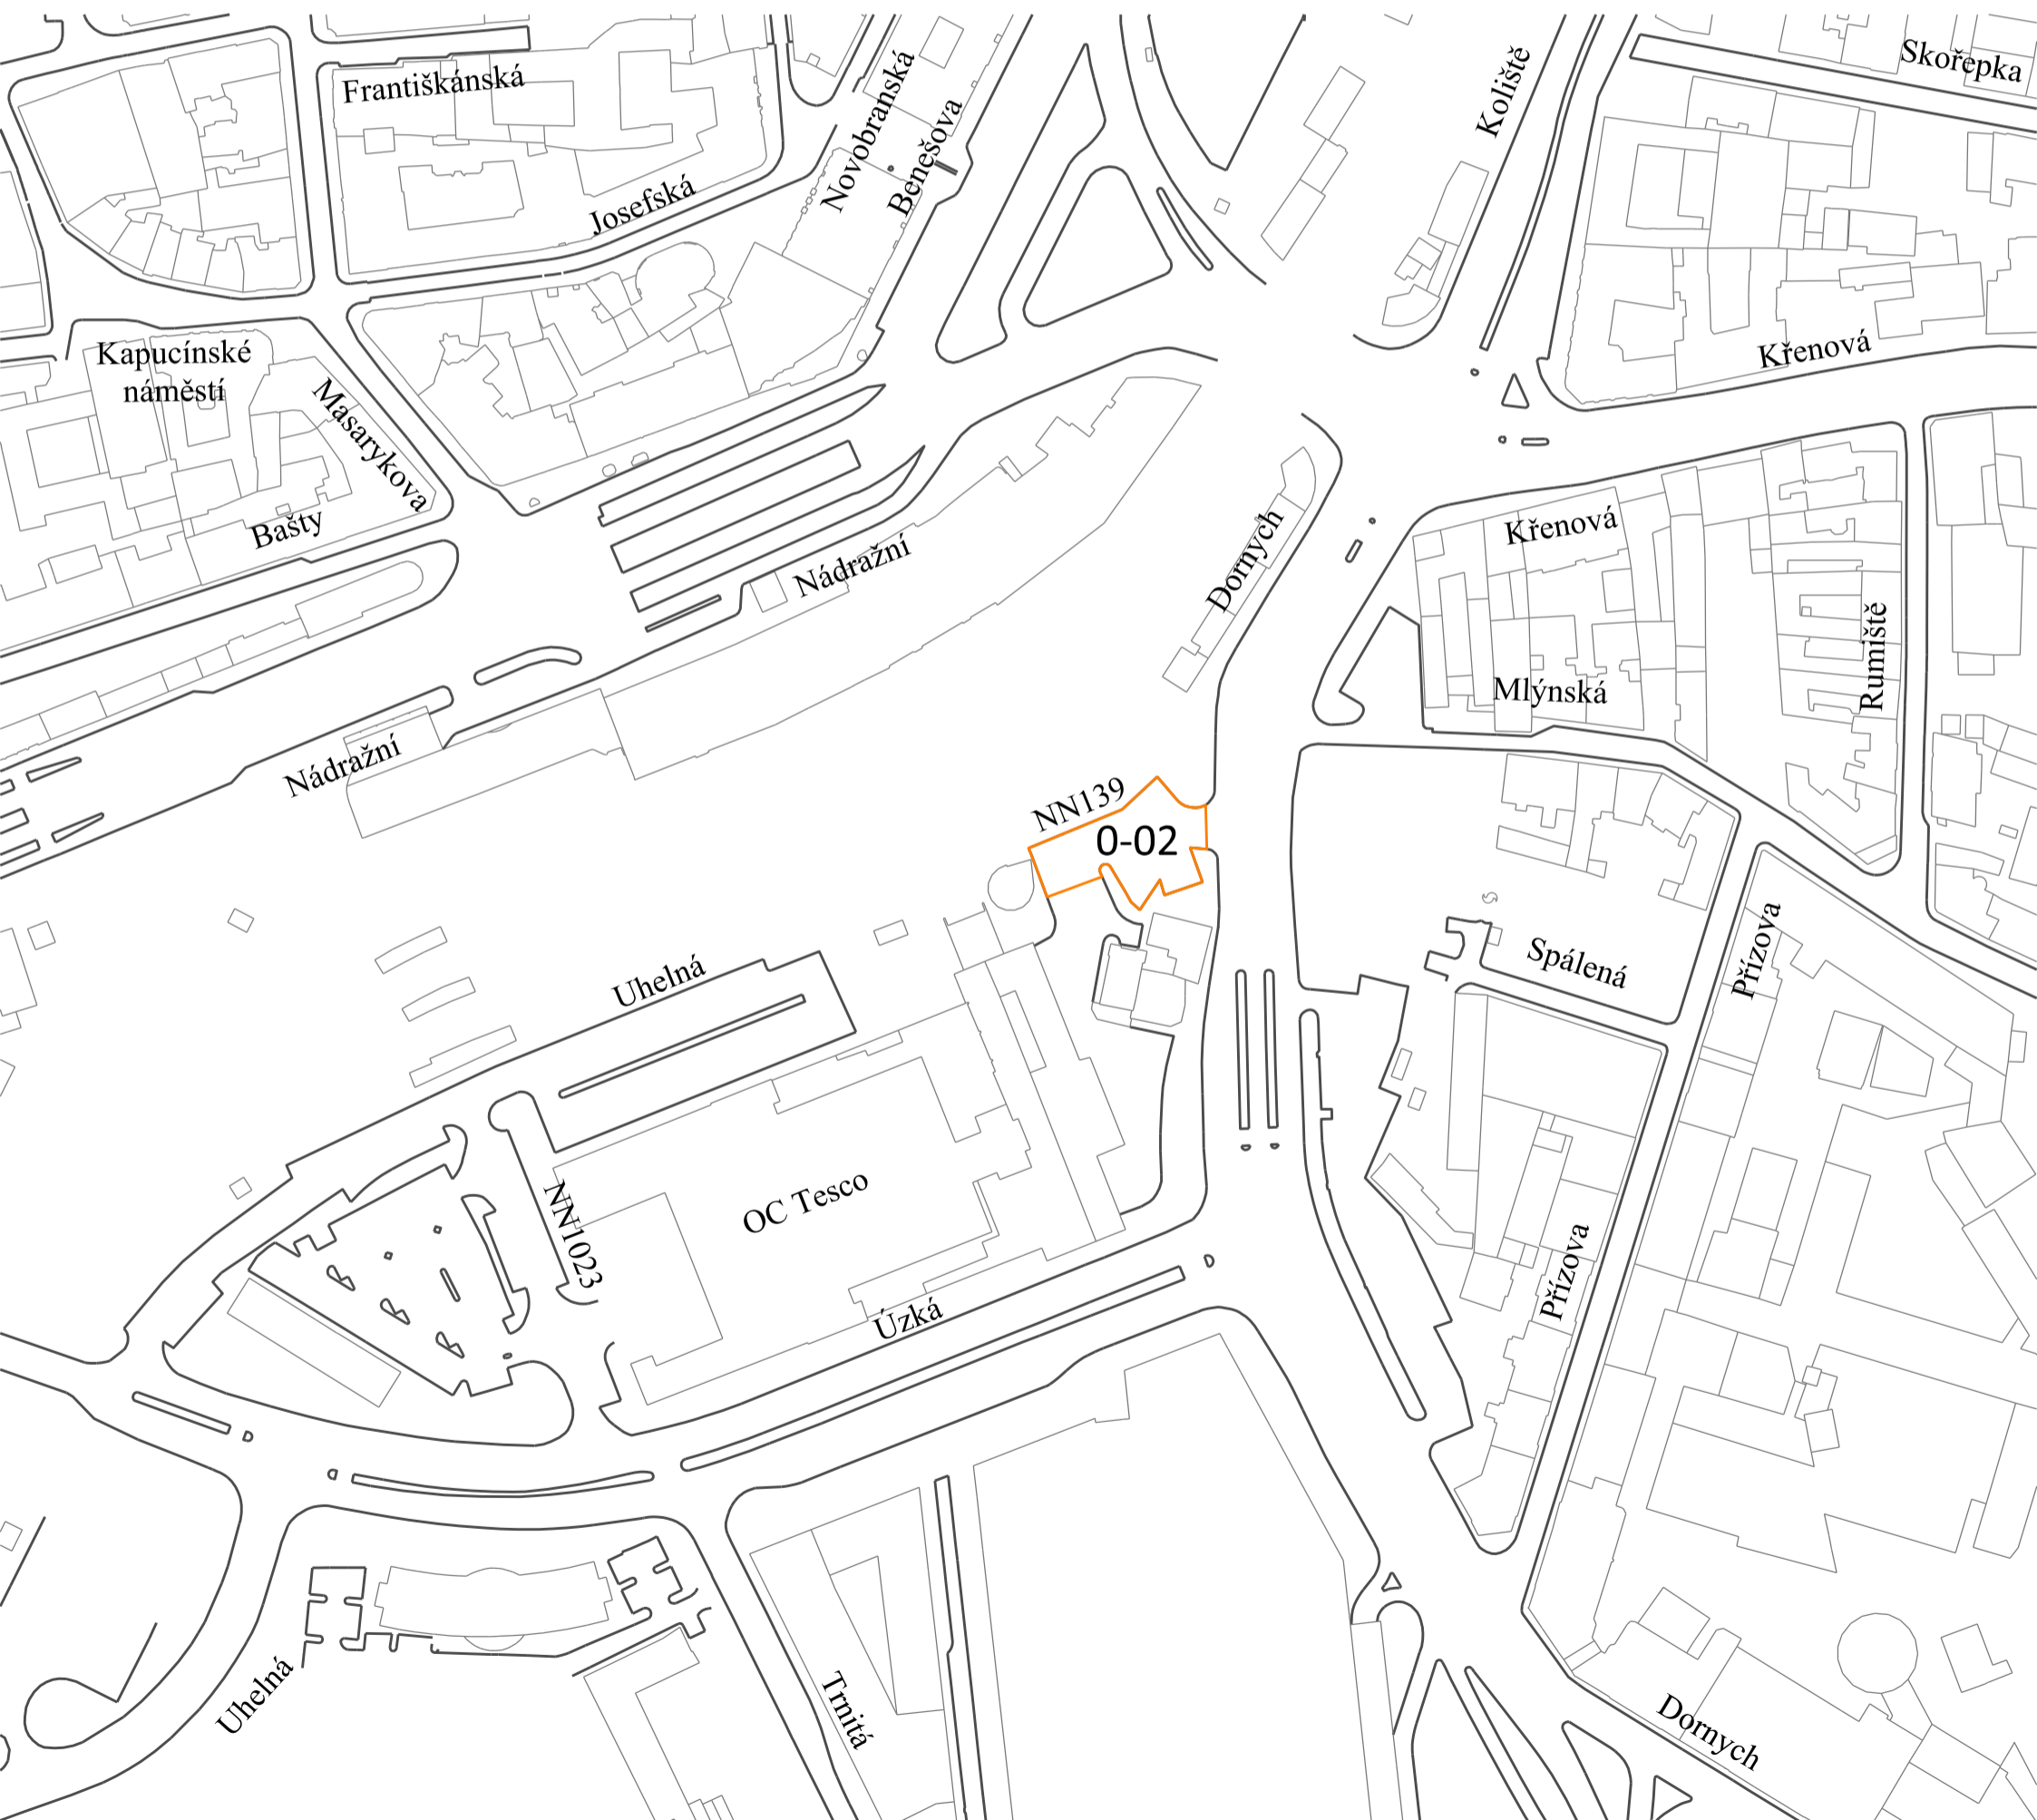 Skořepka
Františkánská
Novobranská
Koliště
Benešova
Josefská
Křenová
Kapucínské
náměstí
Masarykova
Bašty
Křenová
Nádražní
Dornych
Rumiště
Mlýnská
Nádražní
NN139
0-02
Přízova
Spálená
Uhelná
OC Tesco
NN1023
Přízova
Úzká
Uhelná
Trnitá
Dornych